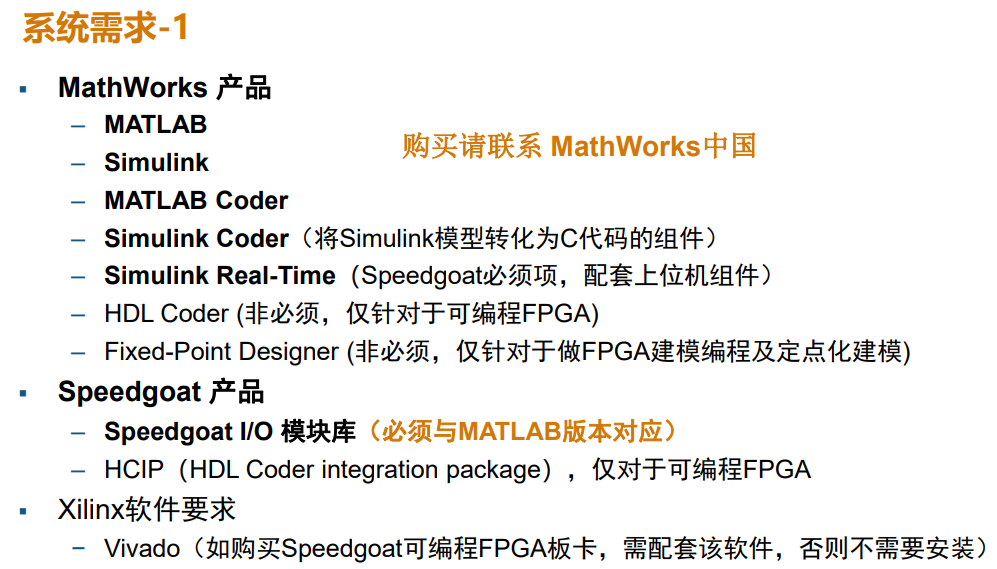 系统需求-1
▪ MathWorks 产品
– MATLAB
购买请联系 MathWorks中国
– Simulink
– MATLAB Coder
– Simulink Coder（将Simulink模型转化为C代码的组件）
– Simulink Real-Time（Speedgoat必须项，配套上位机组件）
– HDL Coder (非必须，仅针对于可编程FPGA)
– Fixed-Point Designer (非必须，仅针对于做FPGA建模编程及定点化建模)
▪ Speedgoat 产品
– Speedgoat I/O 模块库（必须与MATLAB版本对应）
– HCIP（HDL Coder integration package），仅对于可编程FPGA
▪ Xilinx软件要求
– Vivado（如购买Speedgoat可编程FPGA板卡，需配套该软件，否则不需要安装）